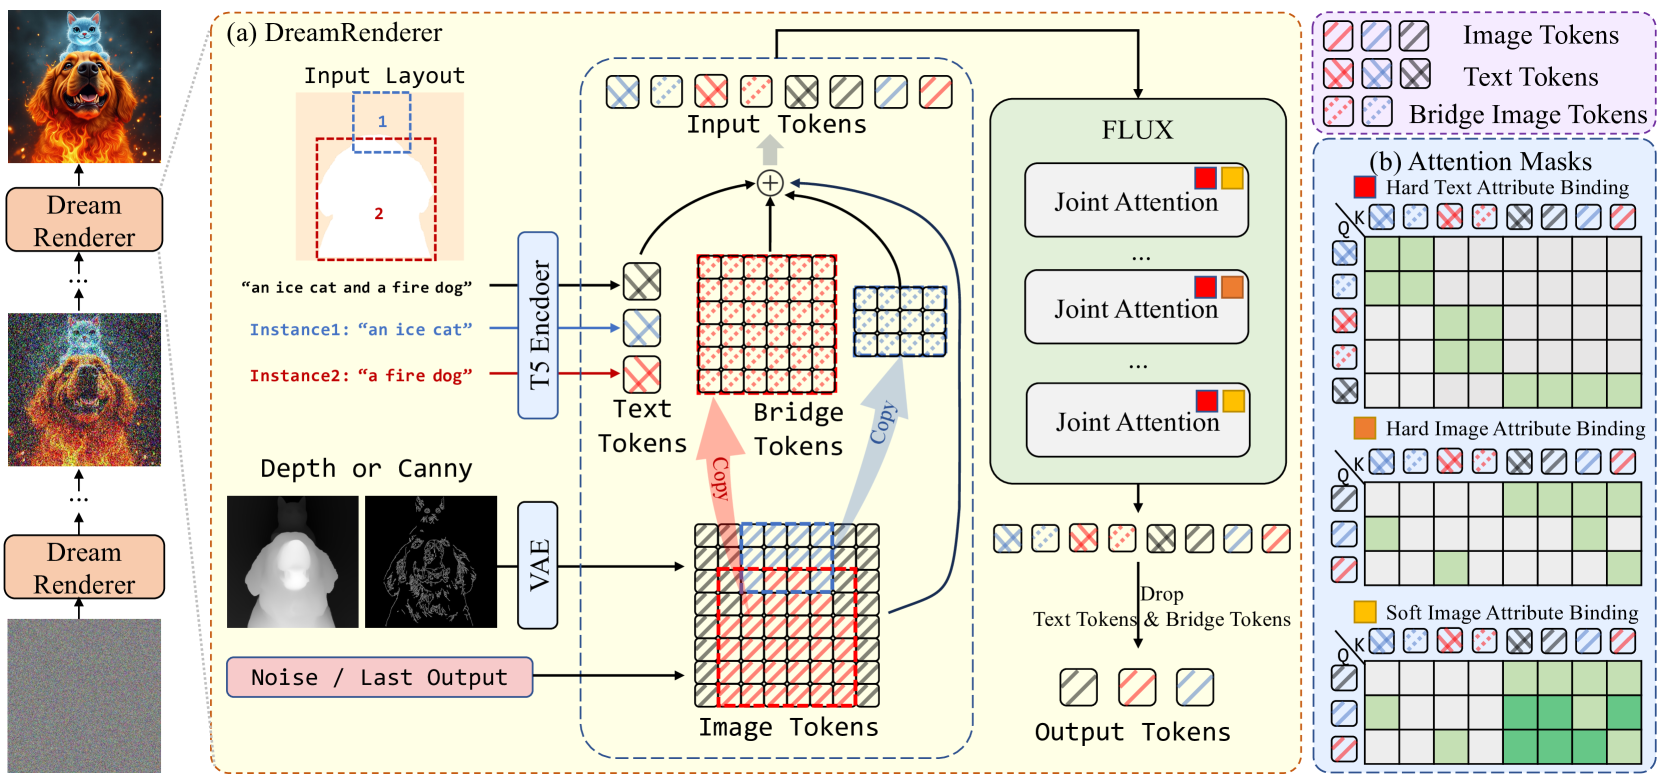 Dream
Renderer
...
...
Dream
Renderer
(a) DreamRenderer
Input Layout
1
2
“an ice cat and a fire dog”
Instance1: “an ice cat”
Instance2: “a fire dog”
T5 Encdoer
Depth or Canny
VAE
Noise / Last Output
Input Tokens
Text
Tokens
Bridge
Tokens
Copy
Copy
Image Tokens
FLUX
Joint Attention
...
Joint Attention
...
Joint Attention
Drop
Text Tokens & Bridge Tokens
Output Tokens
Image Tokens
Text Tokens
Bridge Image Tokens
(b) Attention Masks
Hard Text Attribute Binding
K
Q
Hard Image Attribute Binding
K
Q
Soft Image Attribute Binding
K
Q